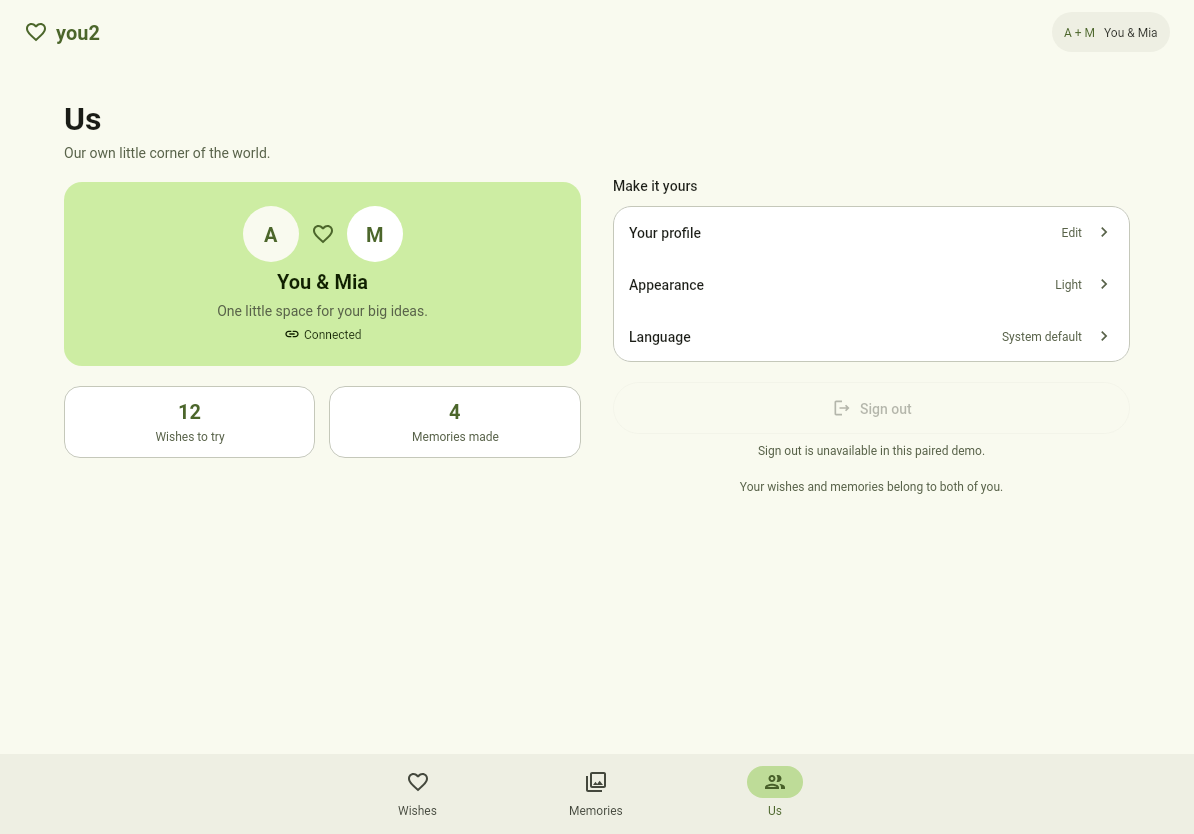 you2
A + M You & Mia
Us
Our own little corner of the world.
A M
You & Mia
One little space for your big ideas.
Connected
12
Wishes to try
4
Memories made
Make it yours
Your profile Edit
Appearance Light
Language System default
Sign out
Sign out is unavailable in this paired demo.
Your wishes and memories belong to both of you.
Wishes
Memories
Us